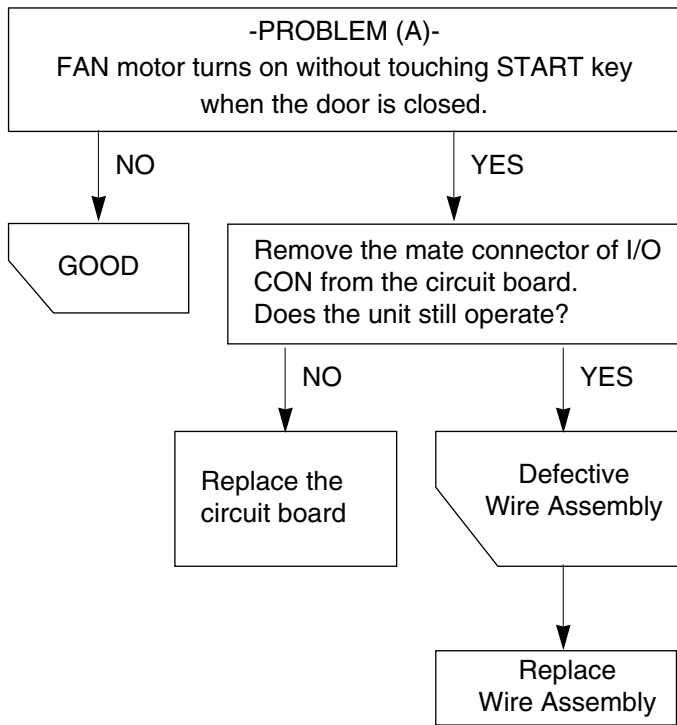 -PROBLEM (A)-
FAN motor turns on without touching START key
when the door is closed.
NO
YES
GOOD
Remove the mate connector of I/O
CON from the circuit board.
Does the unit still operate?
NO
YES
Replace the
circuit board
Defective
Wire Assembly
Replace
Wire Assembly